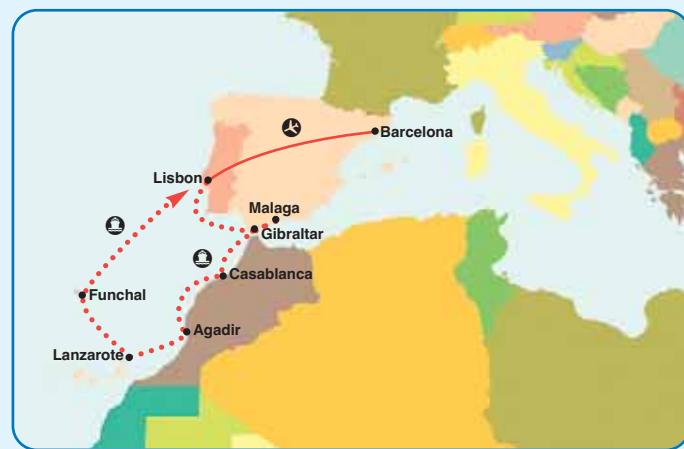 Barcelona
Lisbon
Malaga
Gibraltar
Casablanca
Funchal
Agadir
Lanzarote